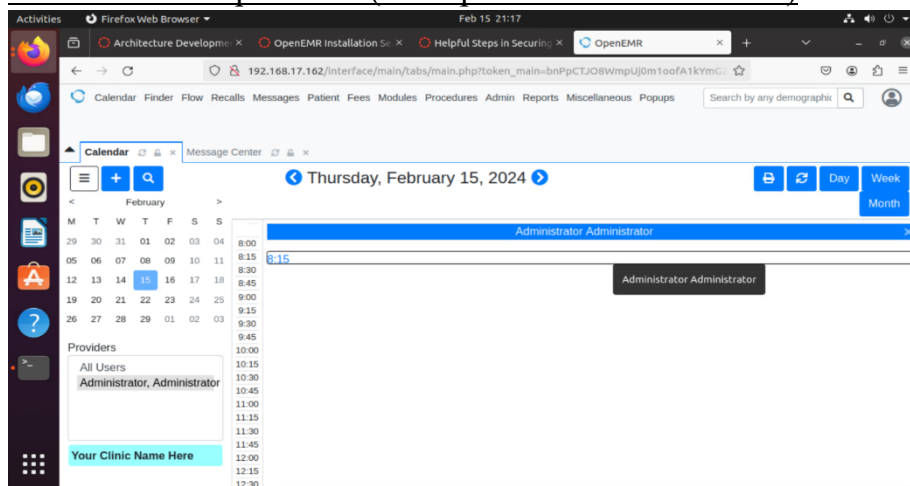 Activities
Firefox Web Browser
Feb 15 21:17
Architecture Developme
OpenEMR Installation Se
Helpful Steps in Securing
OpenEMR
192.168.17.162/interface/main/tabs/main.php?token_main=bnPpCTJO8WmpUj0m1oofA1kYmG
Calendar Finder Flow Recalls Messages Patient Fees Modules Procedures Admin Reports Miscellaneous Popups
Search by any demographic
Calendar
Message Center
Thursday, February 15, 2024
Day
Week
Month
< February >
M T W T F S S
29 30 31 01 02 03 04
05 06 07 08 09 10 11
12 13 14 15 16 17 18
19 20 21 22 23 24 25
26 27 28 29 01 02 03
Providers
All Users
Administrator, Administrator
Your Clinic Name Here
Administrator Administrator
8:00
8:15 8:15
Administrator Administrator
8:30
8:45
9:00
9:15
9:30
9:45
10:00
10:15
10:30
10:45
11:00
11:15
11:30
11:45
12:00
12:15
12:30